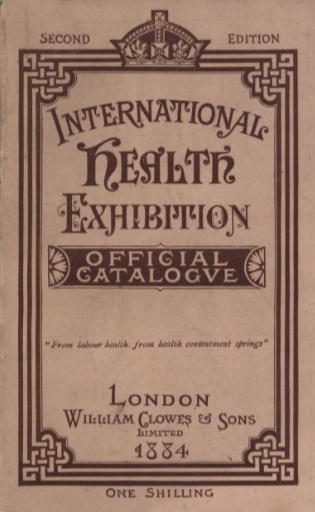 SECOND EDITION
INTERNATIONAL
HEALTH
EXHIBITION
OFFICIAL
CATALOGVE
"From labour health, from health contentment springs"
LONDON
WILLIAM CLOWES & SONS
LIMITED
1884
ONE SHILLING